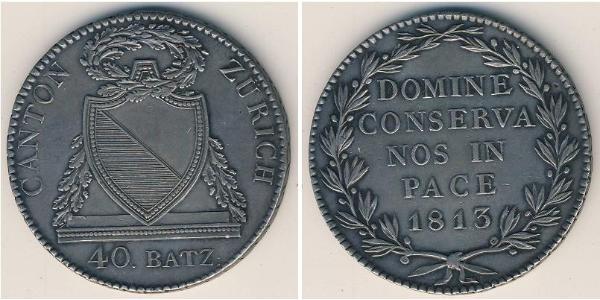 CANTON ZÜRICH
40. BATZ:
DOMINE
CONSERVA
NOS IN
PACE
1813